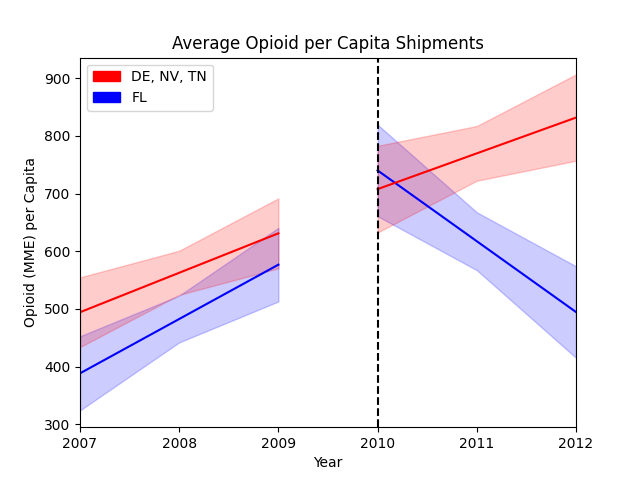 Average Opioid per Capita Shipments
DE, NV, TN
FL
Opioid (MME) per Capita
900
800
700
600
500
400
300
2007 2008 2009 2010 2011 2012
Year